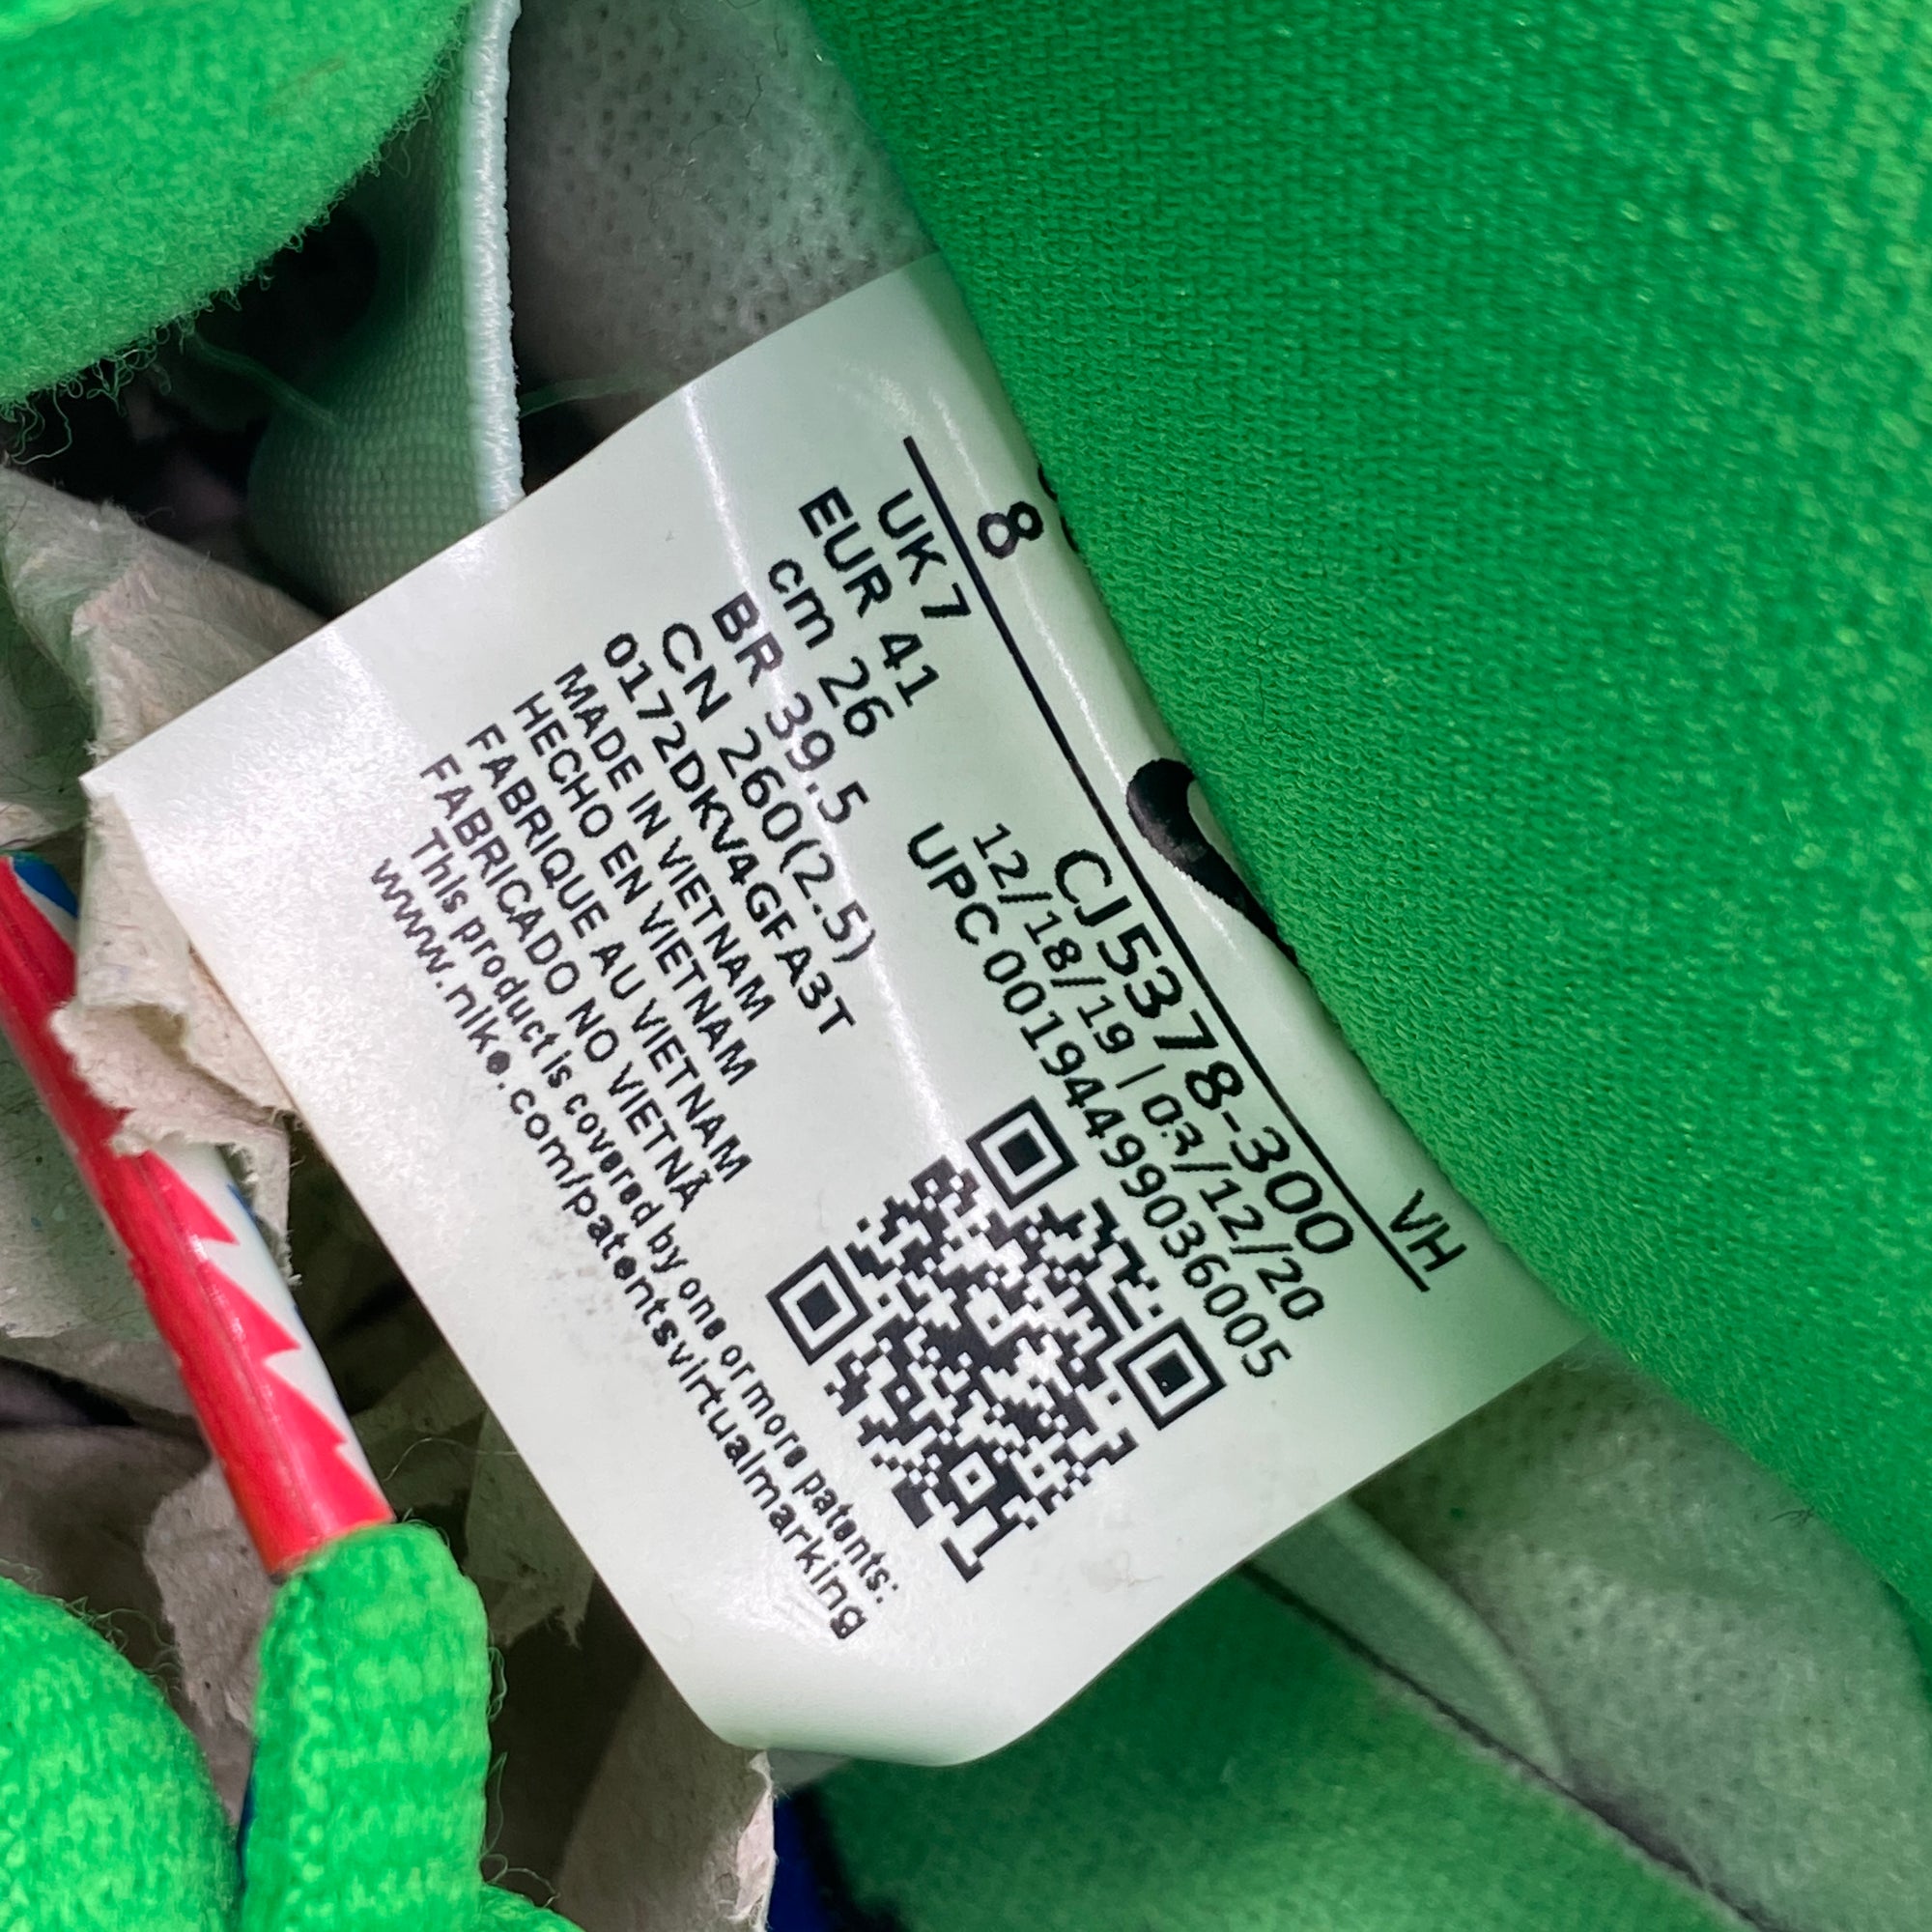 8
VH
UK 7
EUR 41
cm 26
BR 39.5
CN 260(2.5)
0172DKV4GFA3T
MADE IN VIETNAM
HECHO EN VIETNAM
FABRIQUE AU VIETNAM
FABRICADO NO VIETNÃ
This product is covered by one or more patents:
www.nike.com/patentsvirtualmarking
CJ5378-300
12/18/19 | 03/12/20
UPC 00194499036005